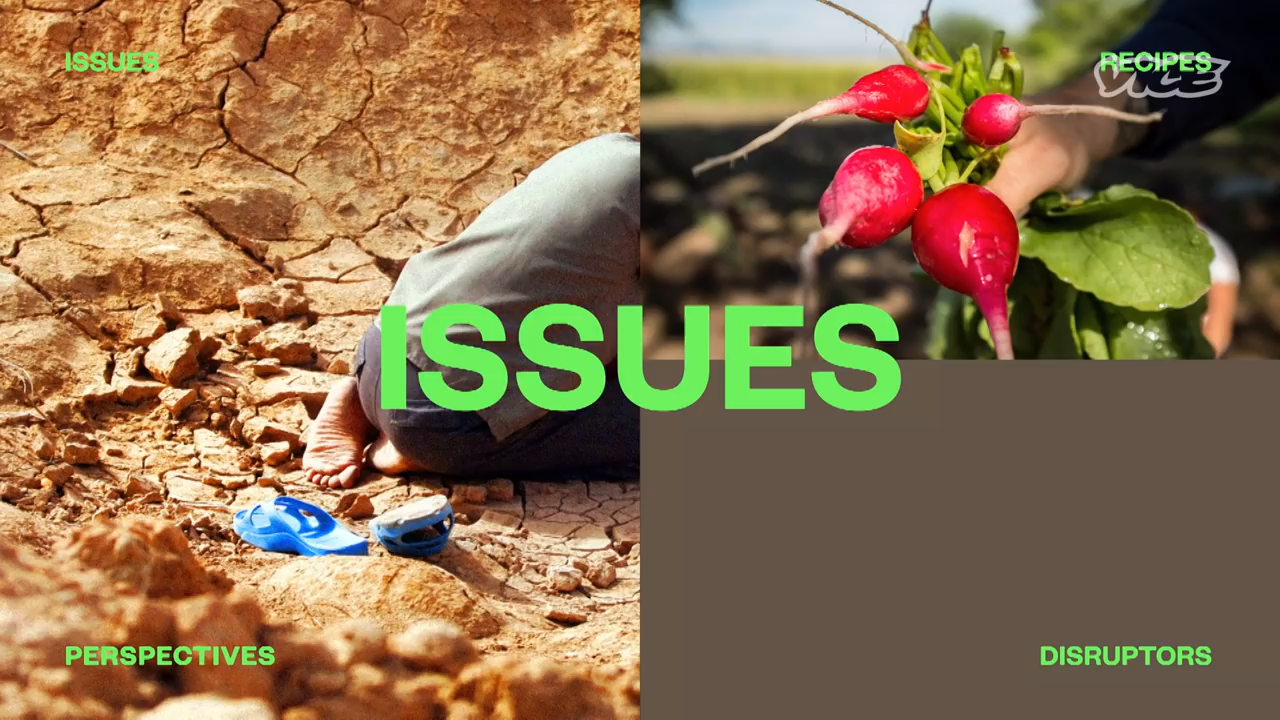 ISSUES
RECIPES
VICE
ISSUES
PERSPECTIVES
DISRUPTORS